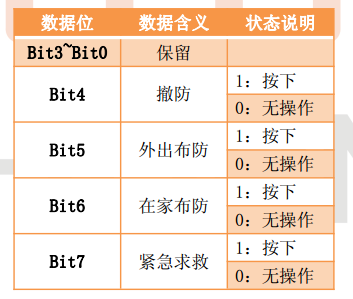 数据位 数据含义 状态说明
Bit3~Bit0 保留
Bit4 撤防 1：按下
0：无操作
Bit5 外出布防 1：按下
0：无操作
Bit6 在家布防 1：按下
0：无操作
Bit7 紧急求救 1：按下
0：无操作